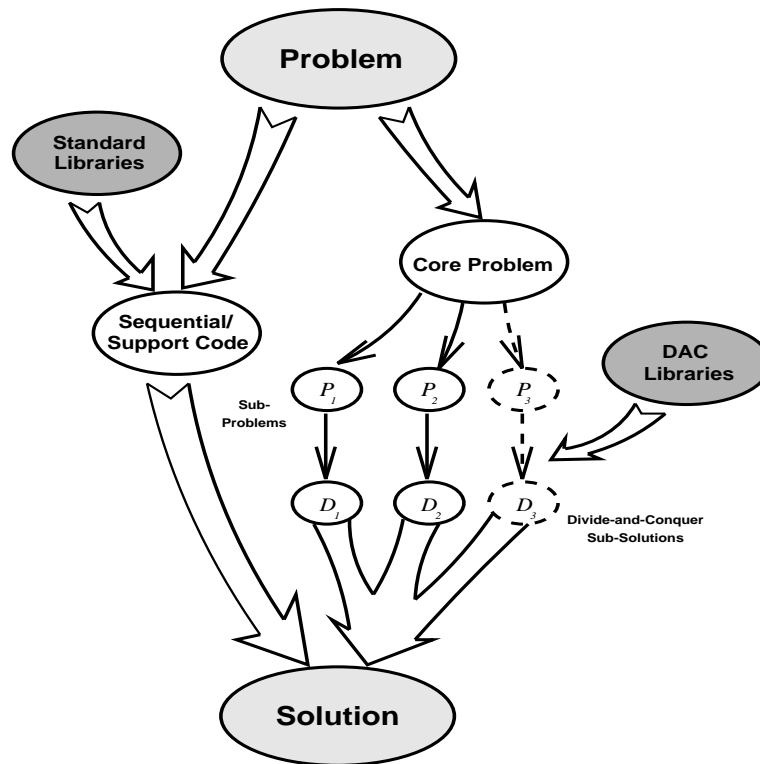 Problem
Standard
Libraries
Core Problem
Sequential/
Support Code
DAC
Libraries
Sub-
Problems
P1
P2
P3
D1
D2
D3
Divide-and-Conquer
Sub-Solutions
Solution